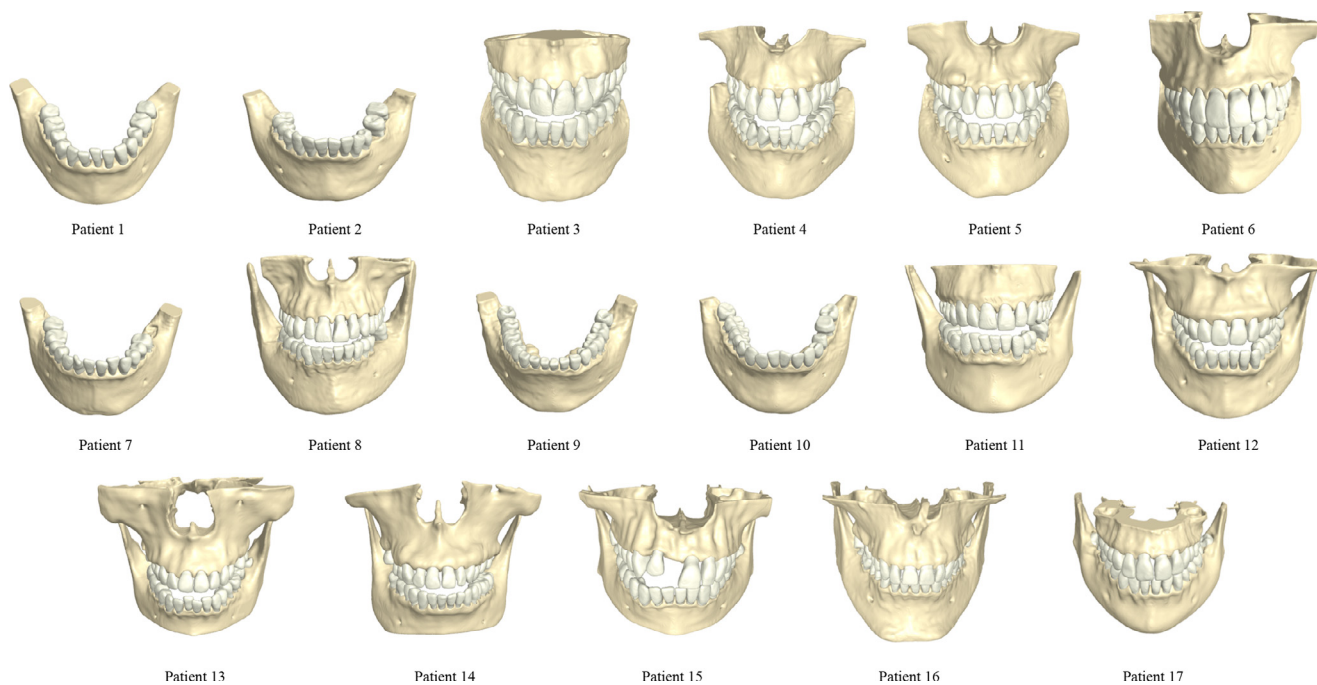 Patient 1
Patient 2
Patient 3
Patient 4
Patient 5
Patient 6
Patient 7
Patient 8
Patient 9
Patient 10
Patient 11
Patient 12
Patient 13
Patient 14
Patient 15
Patient 16
Patient 17